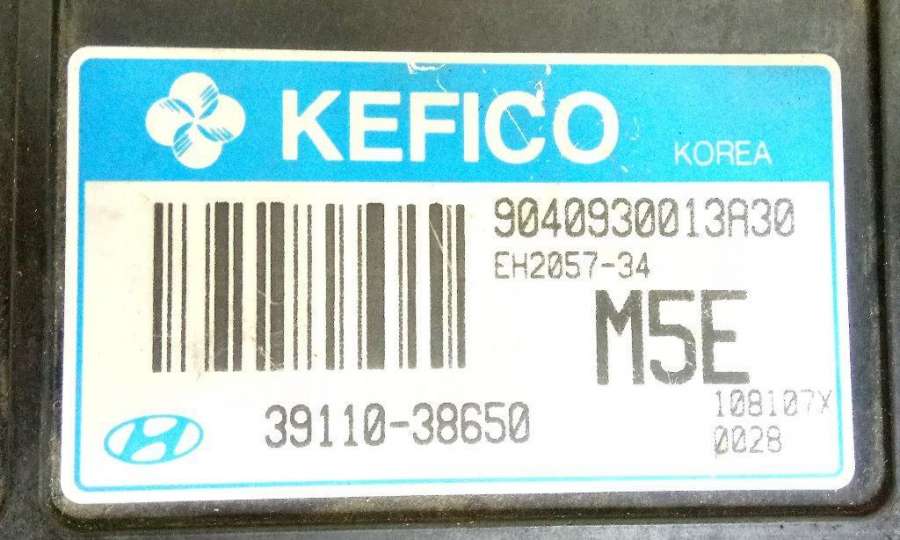 KEFICO KOREA
9040930013A30
EH2057-34
M5E
39110-38650
108107X
0028